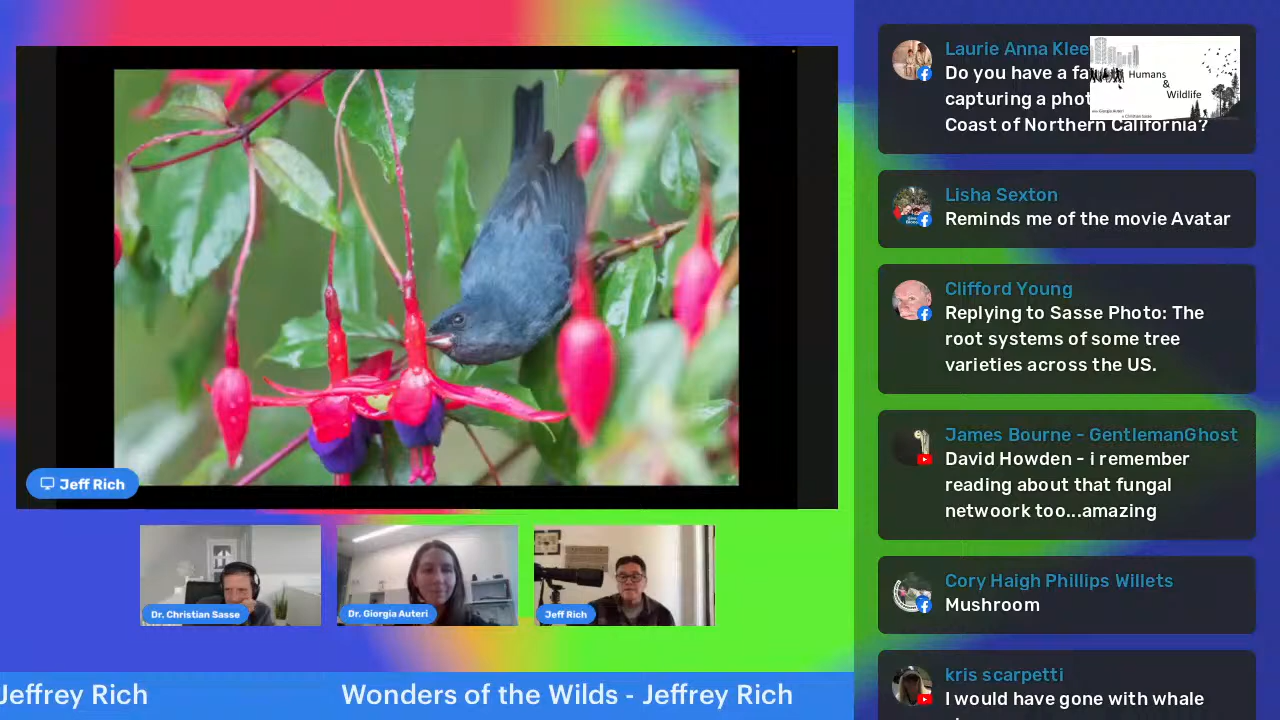 Jeff Rich
Dr. Christian Sasse
Dr. Giorgia Auteri
Jeff Rich
Jeffrey Rich
Wonders of the Wilds - Jeffrey Rich
Laurie Anna Klee
Do you have a fa
capturing a phot
Coast of Northern California?
Humans
&
Wildlife
Lisha Sexton
Reminds me of the movie Avatar
Clifford Young
Replying to Sasse Photo: The
root systems of some tree
varieties across the US.
James Bourne - GentlemanGhost
David Howden - i remember
reading about that fungal
netwoork too...amazing
Cory Haigh Phillips Willets
Mushroom
kris scarpetti
I would have gone with whale